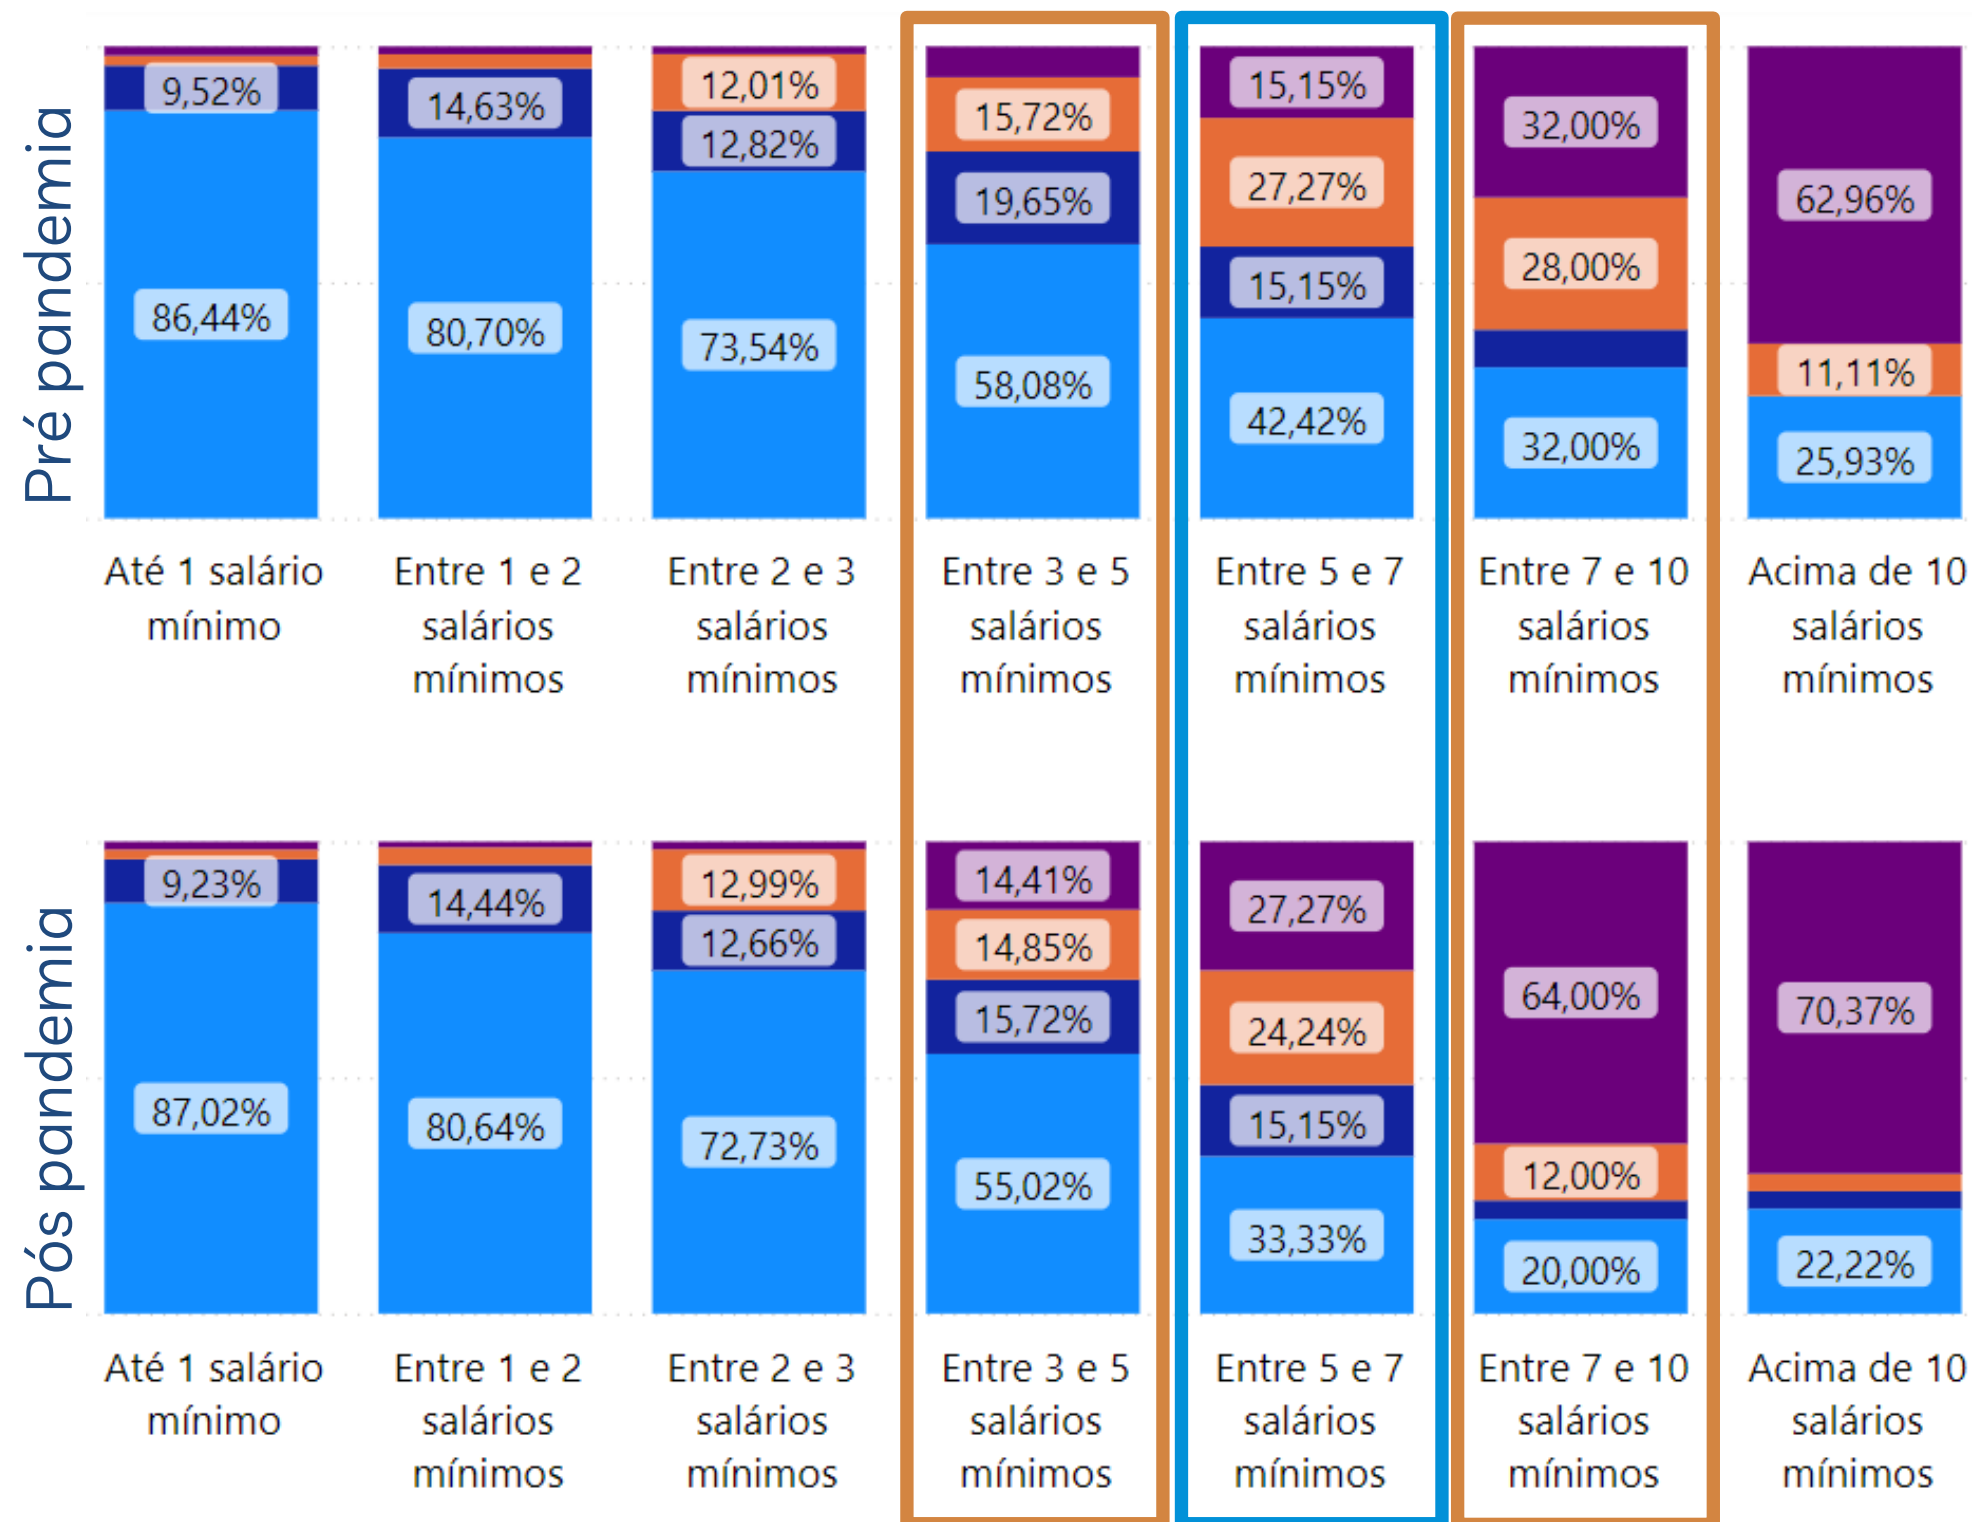 Pré pandemia
9,52%
86,44%
14,63%
80,70%
12,01%
12,82%
73,54%
15,72%
19,65%
58,08%
15,15%
27,27%
15,15%
42,42%
32,00%
28,00%
32,00%
62,96%
11,11%
25,93%
Até 1 salário
mínimo
Entre 1 e 2
salários
mínimos
Entre 2 e 3
salários
mínimos
Entre 3 e 5
salários
mínimos
Entre 5 e 7
salários
mínimos
Entre 7 e 10
salários
mínimos
Acima de 10
salários
mínimos
Pós pandemia
9,23%
87,02%
14,44%
80,64%
12,99%
12,66%
72,73%
14,41%
14,85%
15,72%
55,02%
27,27%
24,24%
15,15%
33,33%
64,00%
12,00%
20,00%
70,37%
22,22%
Até 1 salário
mínimo
Entre 1 e 2
salários
mínimos
Entre 2 e 3
salários
mínimos
Entre 3 e 5
salários
mínimos
Entre 5 e 7
salários
mínimos
Entre 7 e 10
salários
mínimos
Acima de 10
salários
mínimos